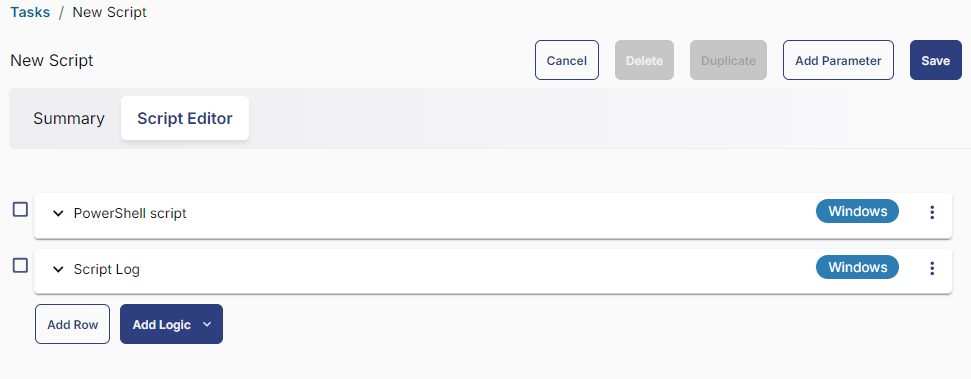 Tasks / New Script
New Script
Cancel
Delete
Duplicate
Add Parameter
Save
Summary
Script Editor
PowerShell script
Windows
Script Log
Windows
Add Row
Add Logic